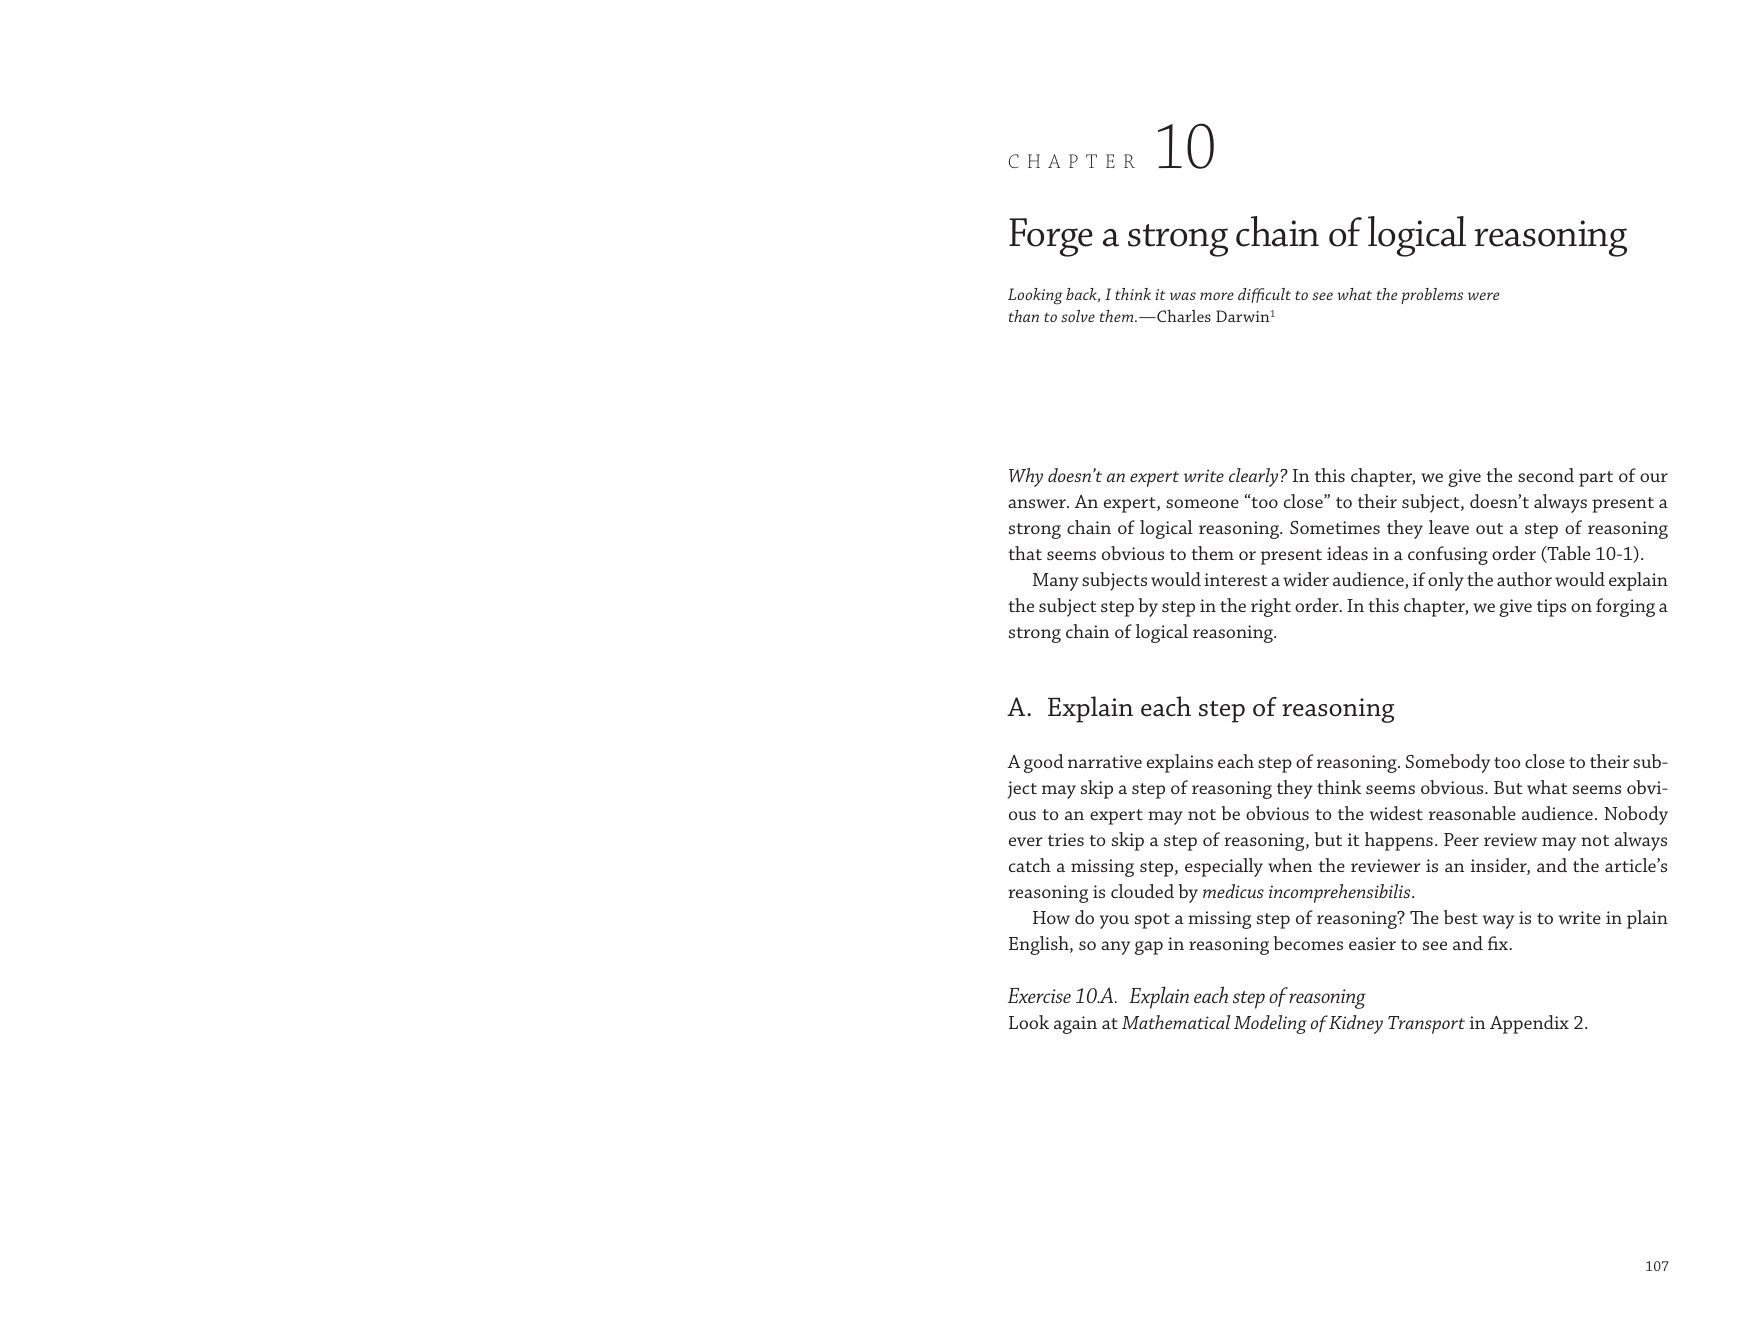 CHAPTER 10
Forge a strong chain of logical reasoning
Looking back, I think it was more difficult to see what the problems were
than to solve them.—Charles Darwin¹
Why doesn’t an expert write clearly? In this chapter, we give the second part of our
answer. An expert, someone “too close” to their subject, doesn’t always present a
strong chain of logical reasoning. Sometimes they leave out a step of reasoning
that seems obvious to them or present ideas in a confusing order (Table 10-1).
Many subjects would interest a wider audience, if only the author would explain
the subject step by step in the right order. In this chapter, we give tips on forging a
strong chain of logical reasoning.
A. Explain each step of reasoning
A good narrative explains each step of reasoning. Somebody too close to their sub-
ject may skip a step of reasoning they think seems obvious. But what seems obvi-
ous to an expert may not be obvious to the widest reasonable audience. Nobody
ever tries to skip a step of reasoning, but it happens. Peer review may not always
catch a missing step, especially when the reviewer is an insider, and the article’s
reasoning is clouded by medicus incomprehensibilis.
How do you spot a missing step of reasoning? The best way is to write in plain
English, so any gap in reasoning becomes easier to see and fix.
Exercise 10.A. Explain each step of reasoning
Look again at Mathematical Modeling of Kidney Transport in Appendix 2.
107